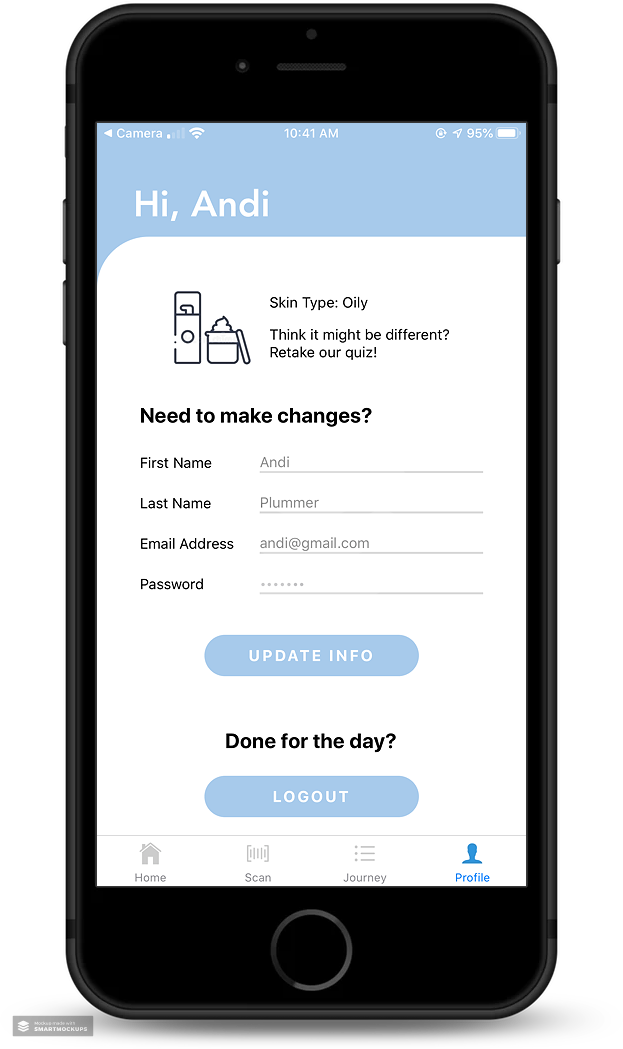 Camera 10:41 AM 95%
Hi, Andi
Skin Type: Oily
Think it might be different?
Retake our quiz!
Need to make changes?
First Name Andi
Last Name Plummer
Email Address andi@gmail.com
Password •••••••
UPDATE INFO
Done for the day?
LOGOUT
Home Scan Journey Profile
Mockup made with
SMARTMOCKUPS